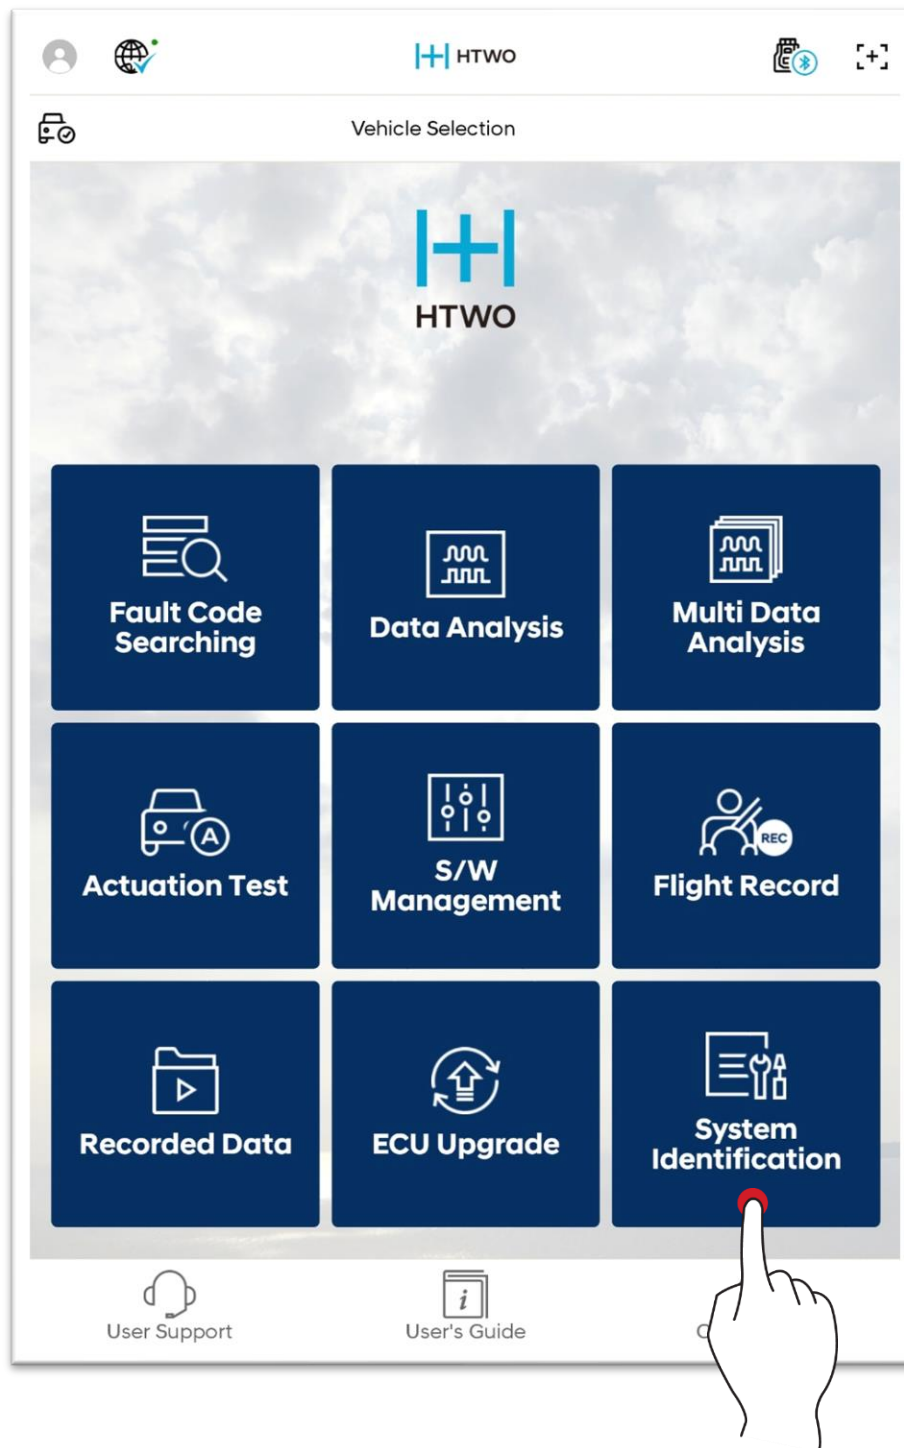 HTWO
Vehicle Selection
HTWO
Fault Code
Searching
Data Analysis
Multi Data
Analysis
Actuation Test
S/W
Management
REC
Flight Record
Recorded Data
ECU Upgrade
System
Identification
User Support
User's Guide